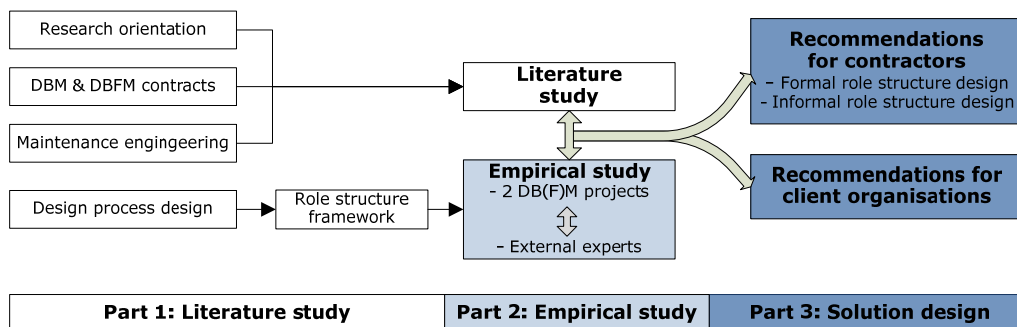 Research orientation
DBM & DBFM contracts
Maintenance engingeering
Design process design
Role structure
framework
Literature
study
Empirical study
- 2 DB(F)M projects
- External experts
Recommendations
for contractors
- Formal role structure design
- Informal role structure design
Recommendations for
client organisations
Part 1: Literature study
Part 2: Empirical study
Part 3: Solution design